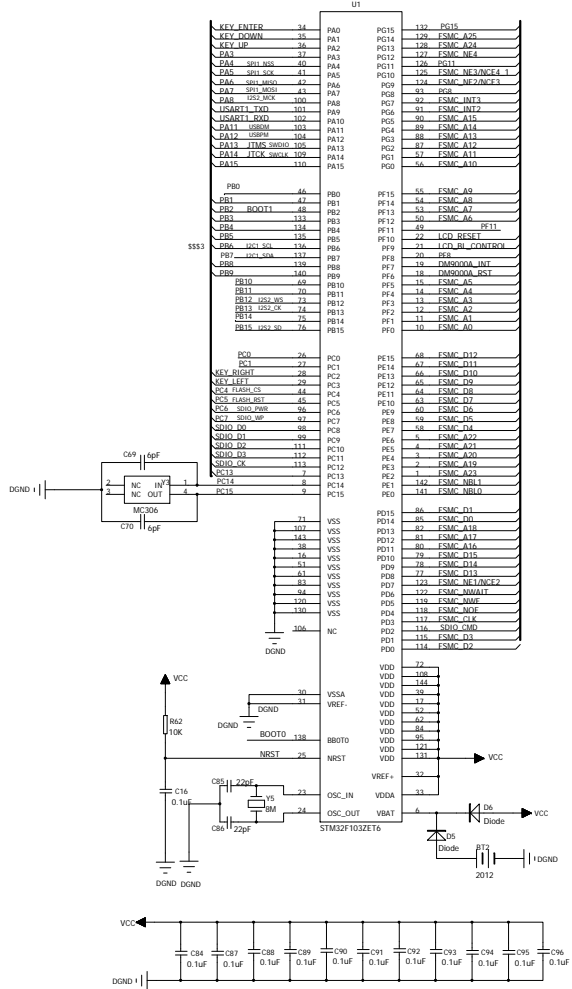 U1
KEY_ENTER 34 PA0 PG15 132 PG15
KEY_DOWN 35 PA1 PG14 129 FSMC_A25
KEY_UP 36 PA2 PG13 128 FSMC_A24
PA3 37 PA3 PG12 127 FSMC_NE4
PA4 SPI1_NSS 40 PA4 PG11 126 PG11
PA5 SPI1_SCK 41 PA5 PG10 125 FSMC_NE3/NCE4_1
PA6 SPI1_MISO 42 PA6 PG9 124 FSMC_NE2/NCE3
PA7 SPI1_MOSI 43 PA7 PG8 93 PG8
PA8 I2S2_MCK 100 PA8 PG7 92 FSMC_INT3
USART1_TXD 101 PA9 PG6 91 FSMC_INT2
USART1_RXD 102 PA10 PG5 90 FSMC_A15
PA11 USBDM 103 PA11 PG4 89 FSMC_A14
PA12 USBPM 104 PA12 PG3 88 FSMC_A13
PA13 JTMS_SWDIO 105 PA13 PG2 87 FSMC_A12
PA14 JTCK_SWCLK 109 PA14 PG1 57 FSMC_A11
PA15 110 PA15 PG0 56 FSMC_A10
PB0 46 PB0 PF15 55 FSMC_A9
PB1 47 PB1 PF14 54 FSMC_A8
PB2 BOOT1 48 PB2 PF13 53 FSMC_A7
PB3 133 PB3 PF12 50 FSMC_A6
PB4 134 PB4 PF11 49 PF11
PB5 135 PB5 PF10 22 LCD_RESET
$$$3 PB6 I2C1_SCL 136 PB6 PF9 21 LCD_BL_CONTROL
PB7 I2C1_SDA 137 PB7 PF8 20 PF8
PB8 139 PB8 PF7 19 DM9000A_INT
PB9 140 PB9 PF6 18 DM9000A_RST
PB10 69 PB10 PF5 15 FSMC_A5
PB11 70 PB11 PF4 14 FSMC_A4
PB12 I2S2_WS 73 PB12 PF3 13 FSMC_A3
PB13 I2S2_CK 74 PB13 PF2 12 FSMC_A2
PB14 75 PB14 PF1 11 FSMC_A1
PB15 I2S2_SD 76 PB15 PF0 10 FSMC_A0
PC0 26 PC0 PE15 68 FSMC_D12
PC1 27 PC1 PE14 67 FSMC_D11
KEY_RIGHT 28 PC2 PE13 66 FSMC_D10
KEY_LEFT 29 PC3 PE12 65 FSMC_D9
PC4 FLASH_CS 44 PC4 PE11 64 FSMC_D8
PC5 FLASH_RST 45 PC5 PE10 63 FSMC_D7
PC6 SDIO_PWR 96 PC6 PE9 60 FSMC_D6
PC7 SDIO_WP 97 PC7 PE8 59 FSMC_D5
SDIO_D0 98 PC8 PE7 58 FSMC_D4
SDIO_D1 99 PC9 PE6 5 FSMC_A22
SDIO_D2 111 PC10 PE5 4 FSMC_A21
SDIO_D3 112 PC11 PE4 3 FSMC_A20
SDIO_CK 113 PC12 PE3 2 FSMC_A19
PC13 7 PC13 PE2 1 FSMC_A23
PC14 8 PC14 PE1 142 FSMC_NBL1
PC15 9 PC15 PE0 141 FSMC_NBL0
C69 6pF
DGND 2 NC IN Y3 1
3 NC OUT 4
MC306
C70 6pF
PD15 86 FSMC_D1
71 VSS PD14 85 FSMC_D0
107 VSS PD13 82 FSMC_A18
143 VSS PD12 81 FSMC_A17
38 VSS PD11 80 FSMC_A16
16 VSS PD10 79 FSMC_D15
51 VSS PD9 78 FSMC_D14
61 VSS PD8 77 FSMC_D13
83 VSS PD7 123 FSMC_NE1/NCE2
94 VSS PD6 122 FSMC_NWAIT
120 VSS PD5 119 FSMC_NWE
130 VSS PD4 118 FSMC_NOE
PD3 117 FSMC_CLK
106 NC PD2 116 SDIO_CMD
PD1 115 FSMC_D3
PD0 114 FSMC_D2
DGND
VDD 72
VDD 108
VDD 144
VDD 39
VDD 17
VDD 52
VDD 62
VDD 84
VDD 95
VDD 121
VDD 131 VCC
VCC
30 VSSA
31 VREF-
DGND
DGND
R62
10K
BOOT0 138 BB0T0
NRST 25 NRST
VREF+ 32
VDDA 33
C16
0.1uF
C85 22pF
23 OSC_IN
Y5
8M
24 OSC_OUT
C86 22pF
VBAT 6
D6
Diode
VCC
STM32F103ZET6
D5
Diode
BT2
2012
DGND
DGND DGND
VCC
C84 0.1uF
C87 0.1uF
C88 0.1uF
C89 0.1uF
C90 0.1uF
C91 0.1uF
C92 0.1uF
C93 0.1uF
C94 0.1uF
C95 0.1uF
C96 0.1uF
DGND